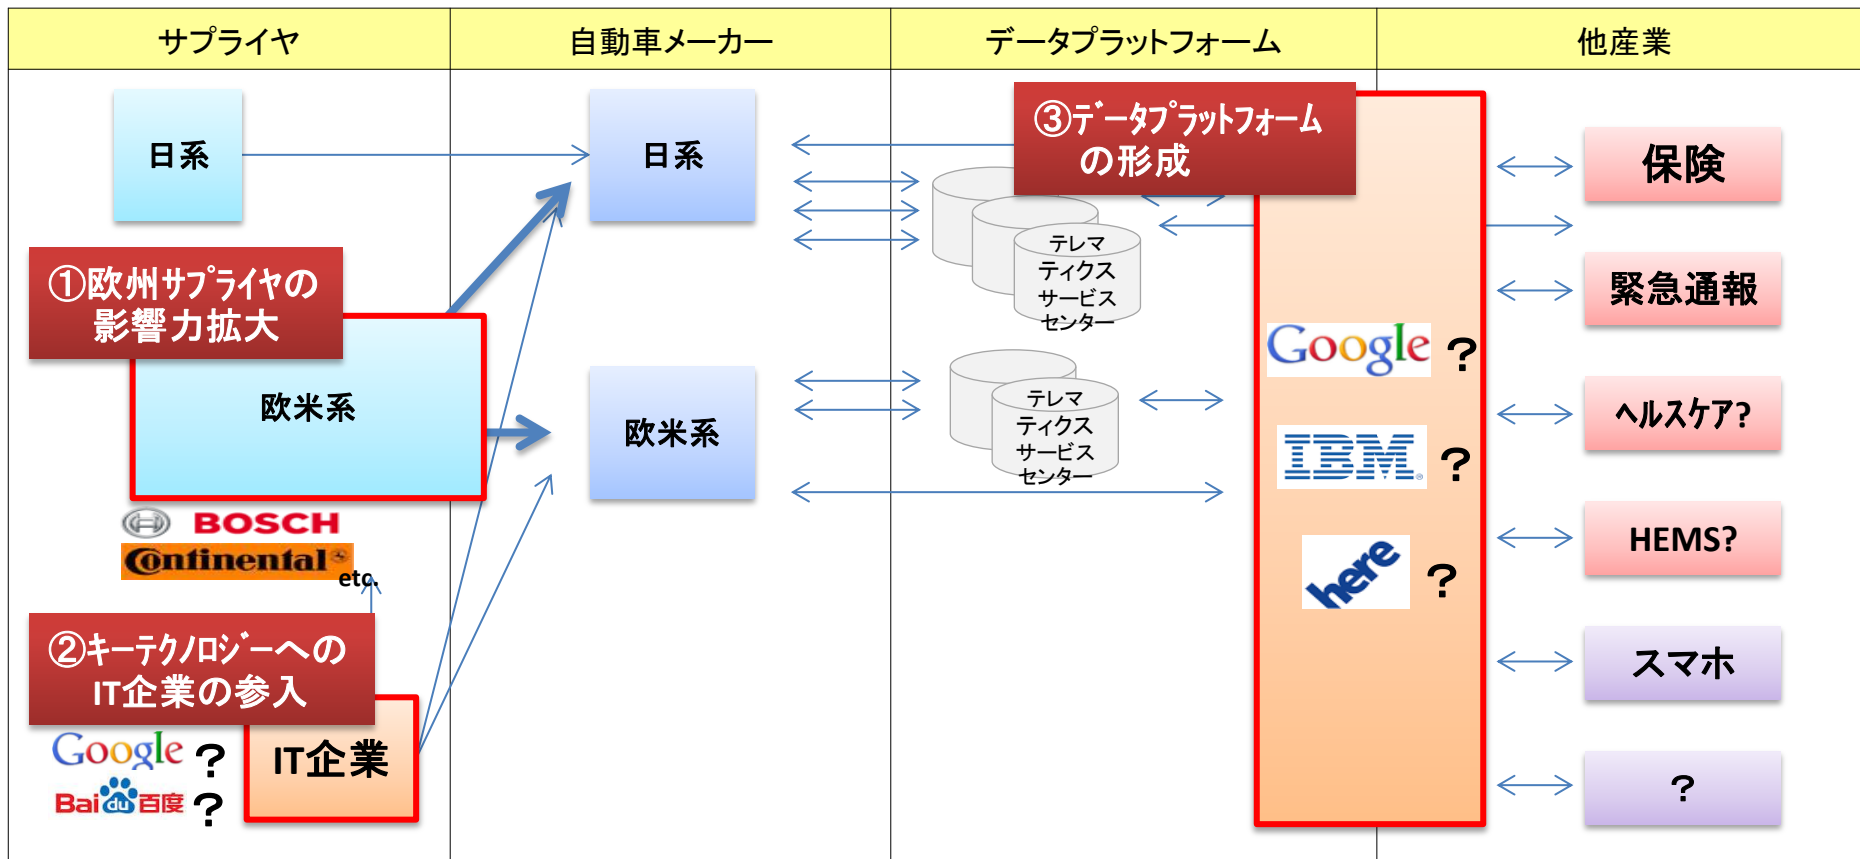 サプライヤ
自動車メーカー
データプラットフォーム
他産業
日系
日系
③データプラットフォーム
の形成
保険
テレマ
ティクス
サービス
センター
①欧州サプライヤの
影響力拡大
緊急通報
Google ?
欧米系
欧米系
テレマ
ティクス
サービス
センター
ヘルスケア?
IBM ?
BOSCH
Continental
etc.
HEMS?
here ?
②キーテクノロジーへの
IT企業の参入
スマホ
IT企業
Google ?
Baidu百度 ?
?